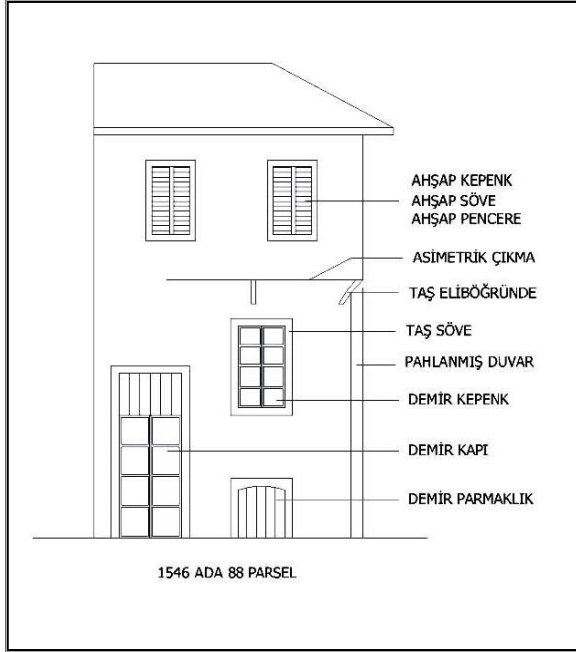 AHŞAP KEPENK
AHŞAP SÖVE
AHŞAP PENCERE
ASİMETRİK ÇIKMA
TAŞ ELİBÖĞRÜNDE
TAŞ SÖVE
PAHLANMIŞ DUVAR
DEMİR KEPENK
DEMİR KAPI
DEMİR PARMAKLIK
1546 ADA 88 PARSEL